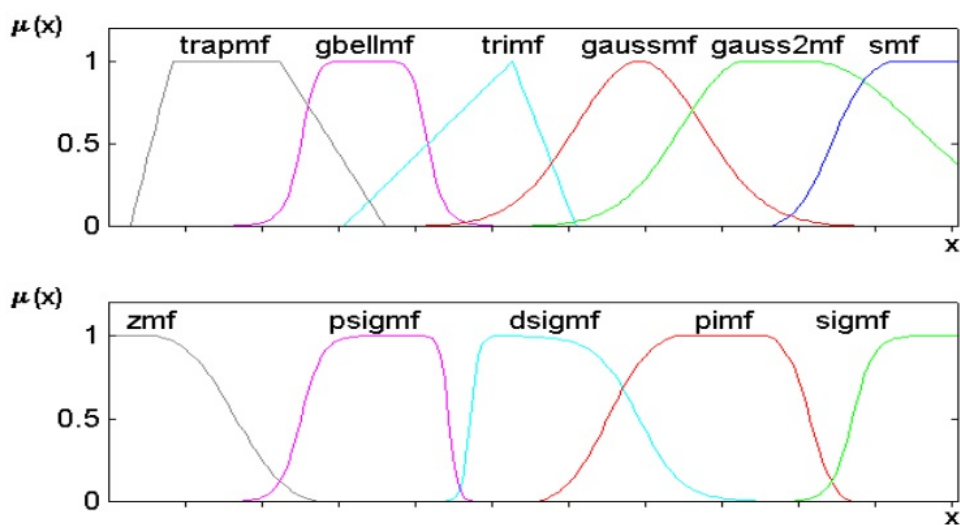 μ (x)
trapmf gbellmf trimf gaussmf gauss2mf smf
1
0.5
0
x
μ (x)
zmf psigmf dsigmf pimf sigmf
1
0.5
0
x